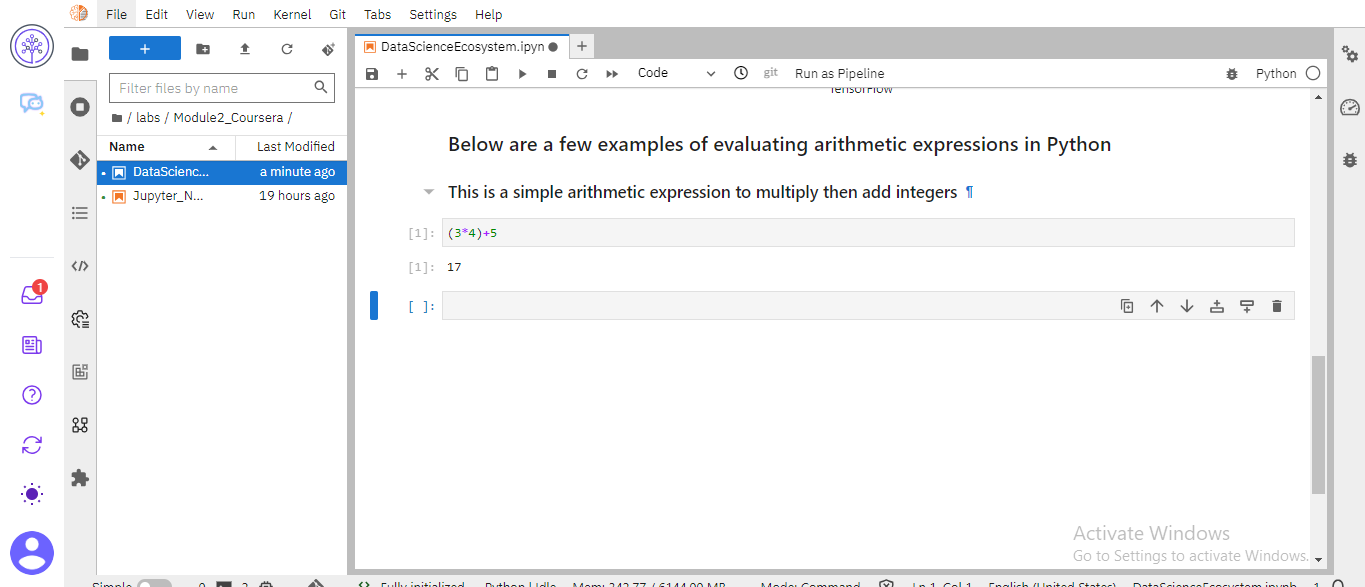 File Edit View Run Kernel Git Tabs Settings Help
+
Filter files by name
/ labs / Module2_Coursera /
Name Last Modified
DataScienc... a minute ago
Jupyter_N... 19 hours ago
1
DataScienceEcosystem.ipyn
Code git Run as Pipeline Python
TensorFlow
Below are a few examples of evaluating arithmetic expressions in Python
This is a simple arithmetic expression to multiply then add integers ¶
[1]: (3*4)+5
[1]: 17
[ ]:
Activate Windows
Go to Settings to activate Windows.
Simple 0 2 Fully initialized Python | Idle Mem: 242.77 / 6144.00 MB Mode: Command Ln 1, Col 1 English (United States) DataScienceEcosystem.ipynb 1